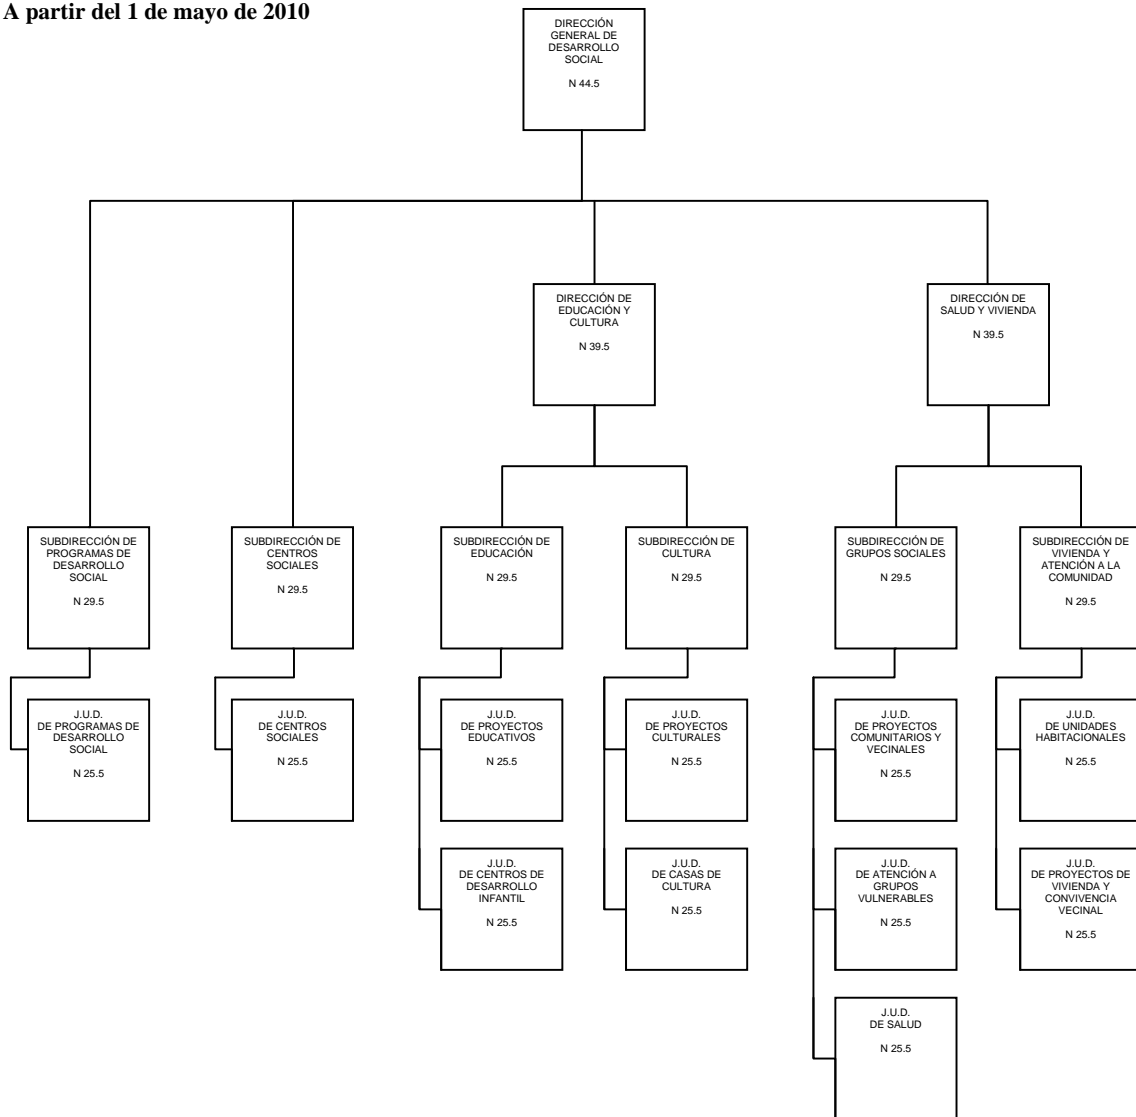 A partir del 1 de mayo de 2010
DIRECCIÓN
GENERAL DE
DESARROLLO
SOCIAL
N 44.5
DIRECCIÓN DE
EDUCACIÓN Y
CULTURA
N 39.5
DIRECCIÓN DE
SALUD Y VIVIENDA
N 39.5
SUBDIRECCIÓN DE
PROGRAMAS DE
DESARROLLO
SOCIAL
N 29.5
SUBDIRECCIÓN DE
CENTROS
SOCIALES
N 29.5
SUBDIRECCIÓN DE
EDUCACIÓN
N 29.5
SUBDIRECCIÓN DE
CULTURA
N 29.5
SUBDIRECCIÓN DE
GRUPOS SOCIALES
N 29.5
SUBDIRECCIÓN DE
VIVIENDA Y
ATENCIÓN A LA
COMUNIDAD
N 29.5
J.U.D.
DE PROGRAMAS DE
DESARROLLO
SOCIAL
N 25.5
J.U.D.
DE CENTROS
SOCIALES
N 25.5
J.U.D.
DE PROYECTOS
EDUCATIVOS
N 25.5
J.U.D.
DE PROYECTOS
CULTURALES
N 25.5
J.U.D.
DE PROYECTOS
COMUNITARIOS Y
VECINALES
N 25.5
J.U.D.
DE UNIDADES
HABITACIONALES
N 25.5
J.U.D.
DE CENTROS DE
DESARROLLO
INFANTIL
N 25.5
J.U.D.
DE CASAS DE
CULTURA
N 25.5
J.U.D.
DE ATENCIÓN A
GRUPOS
VULNERABLES
N 25.5
J.U.D.
DE PROYECTOS DE
VIVIENDA Y
CONVIVENCIA
VECINAL
N 25.5
J.U.D.
DE SALUD
N 25.5